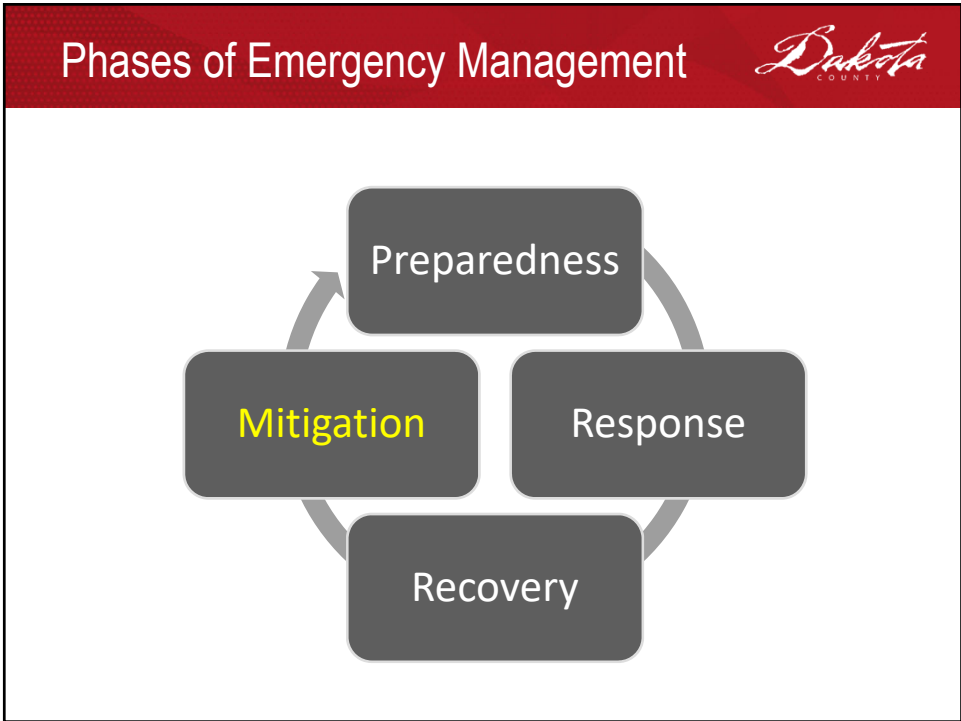 Phases of Emergency Management
Dakota
COUNTY
Preparedness
Mitigation
Response
Recovery